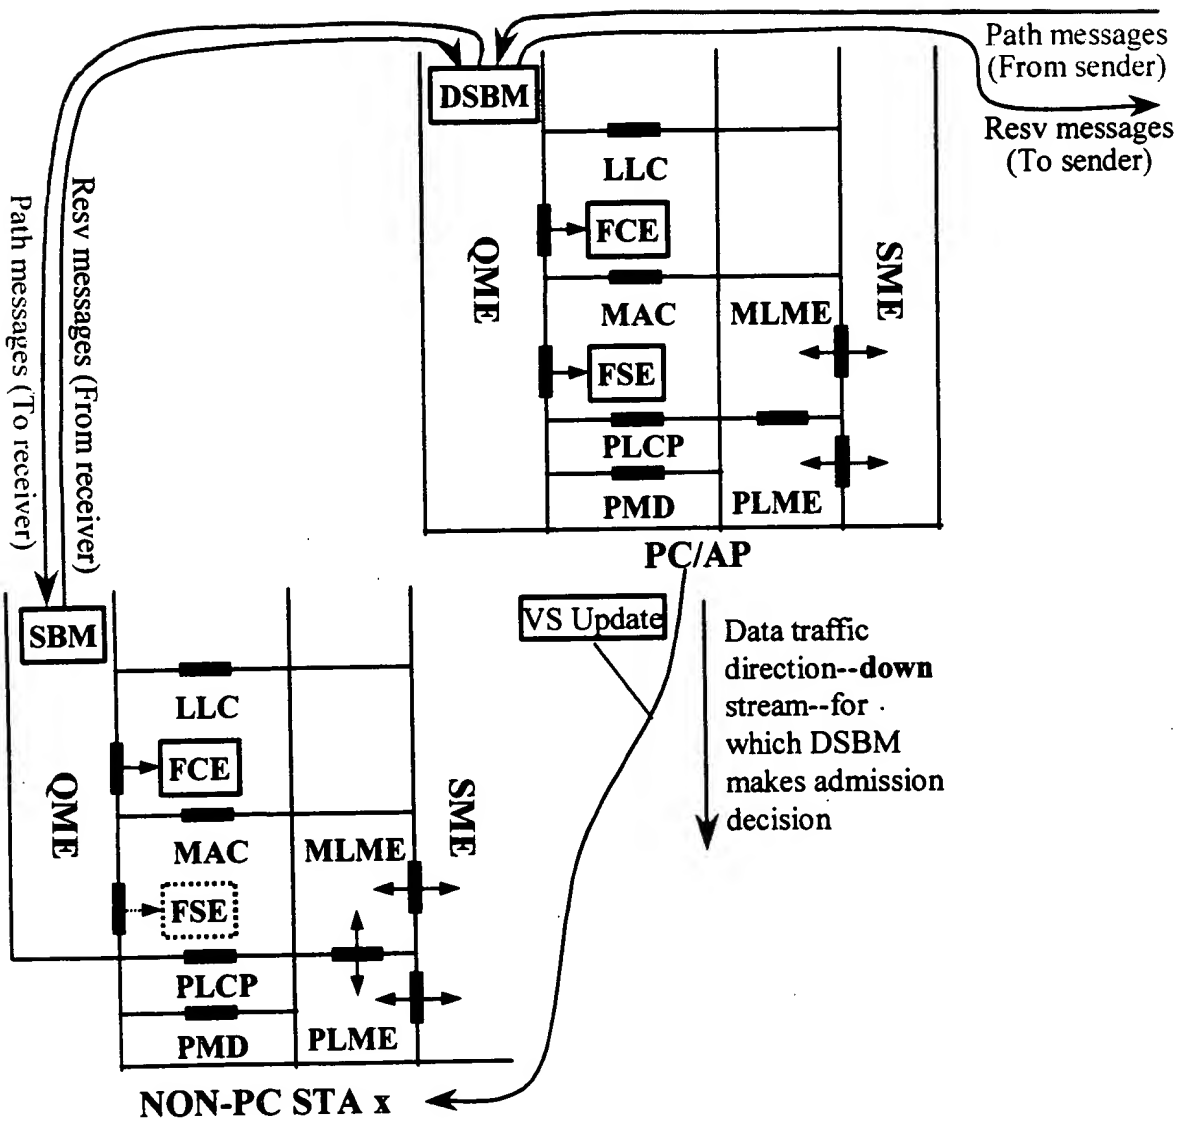 Path messages
(From sender)
DSBM
Resv messages
(To sender)
LLC
FCE
QME
SME
MAC
MLME
FSE
PLCP
PMD
PLME
PC/AP
Path messages (To receiver)
Resv messages (From receiver)
SBM
VS Update
Data traffic
direction--down
stream--for
which DSBM
makes admission
decision
LLC
FCE
QME
SME
MAC
MLME
FSE
PLCP
PMD
PLME
NON-PC STA x